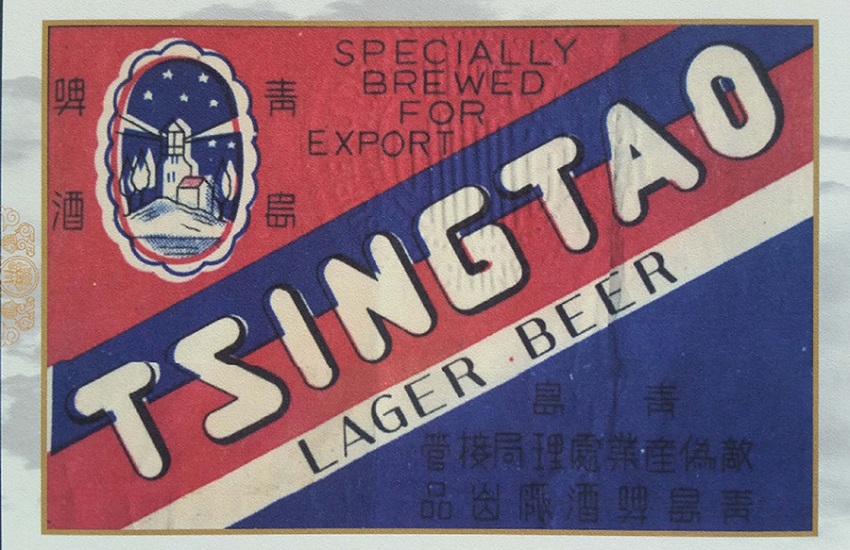 青島
啤酒
SPECIALLY
BREWED
FOR
EXPORT
TSINGTAO
LAGER BEER
青島
敵偽產業處理局接管
青島啤酒廠出品